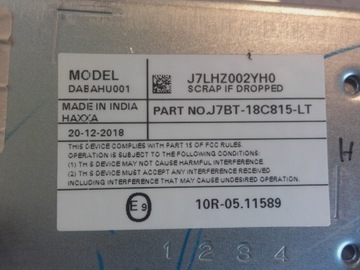 MODEL
DABAHU001
J7LHZ002YH0
SCRAP IF DROPPED
MADE IN INDIA
HAXXA
PART NO.J7BT-18C815-LT
20-12-2018
THIS DEVICE COMPLIES WITH PART 15 OF FCC RULES.
OPERATION IS SUBJECT TO THE FOLLOWING CONDITIONS:
(1) THIS DEVICE MAY NOT CAUSE HARMFUL INTERFERENCE
(2) THIS DEVICE MUST ACCEPT ANY INTERFERENCE RECEIVED
INCLUDING INTERFERENCE THAT MAY CAUSE UNDESIRED OPERATION.
E9
10R-05.11589
H
1 2 3 4